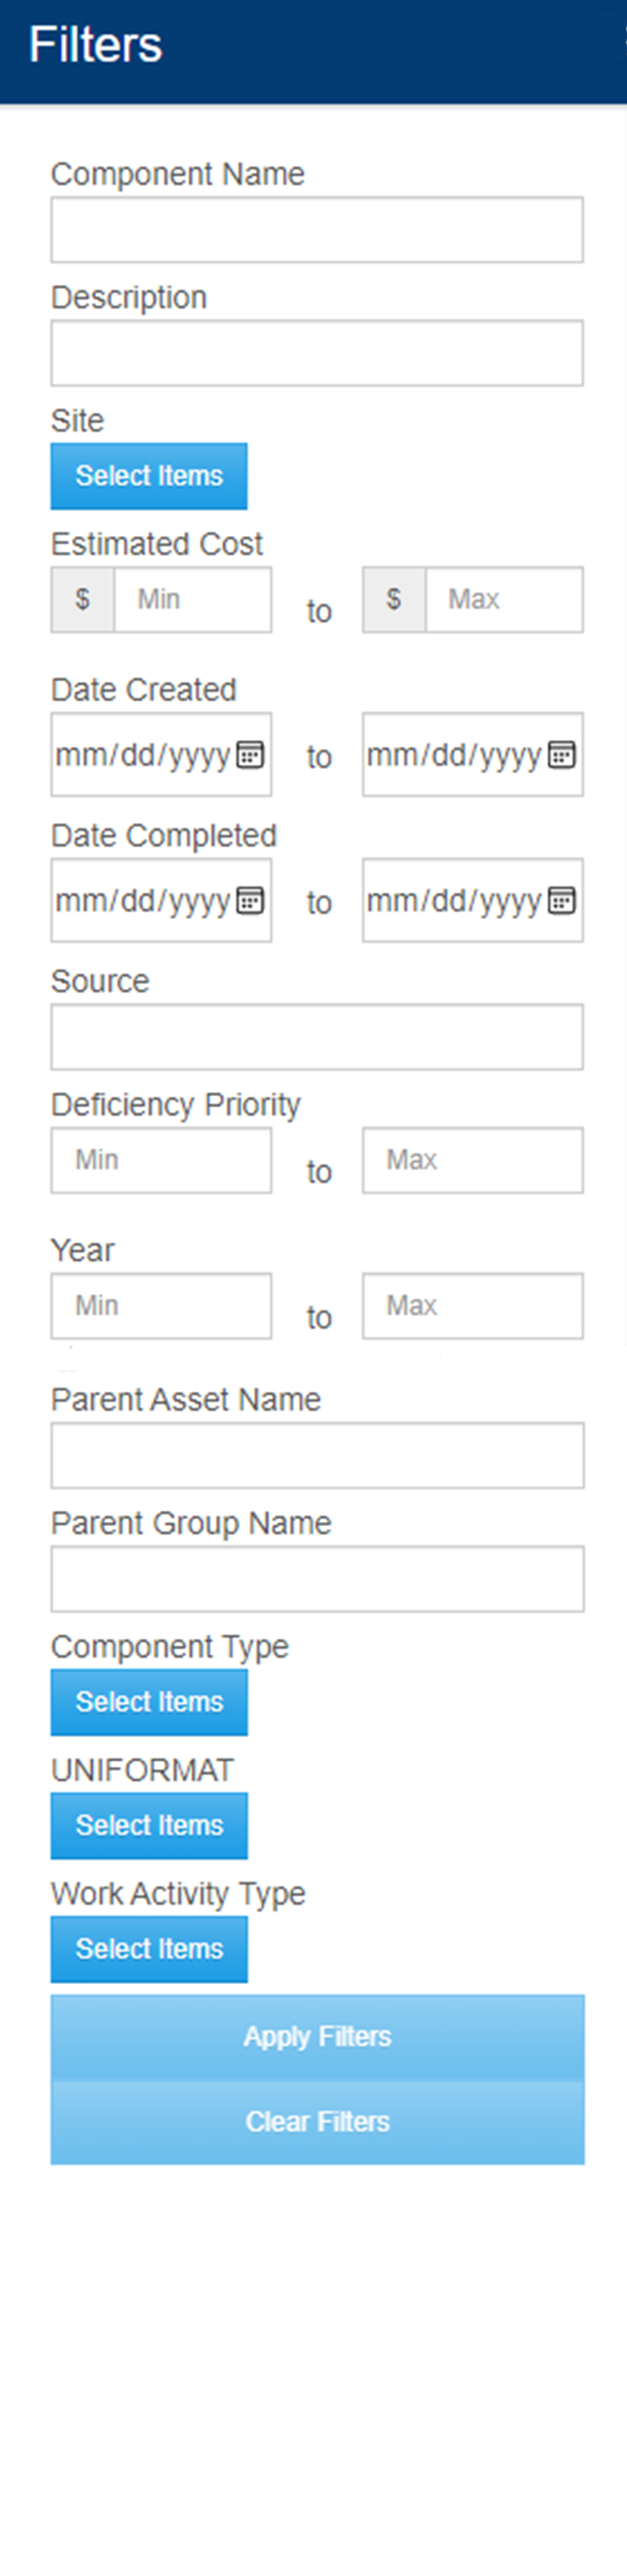 Filters
Component Name
Description
Site
Select Items
Estimated Cost
$ Min to $ Max
Date Created
mm/dd/yyyy to mm/dd/yyyy
Date Completed
mm/dd/yyyy to mm/dd/yyyy
Source
Deficiency Priority
Min to Max
Year
Min to Max
Parent Asset Name
Parent Group Name
Component Type
Select Items
UNIFORMAT
Select Items
Work Activity Type
Select Items
Apply Filters
Clear Filters